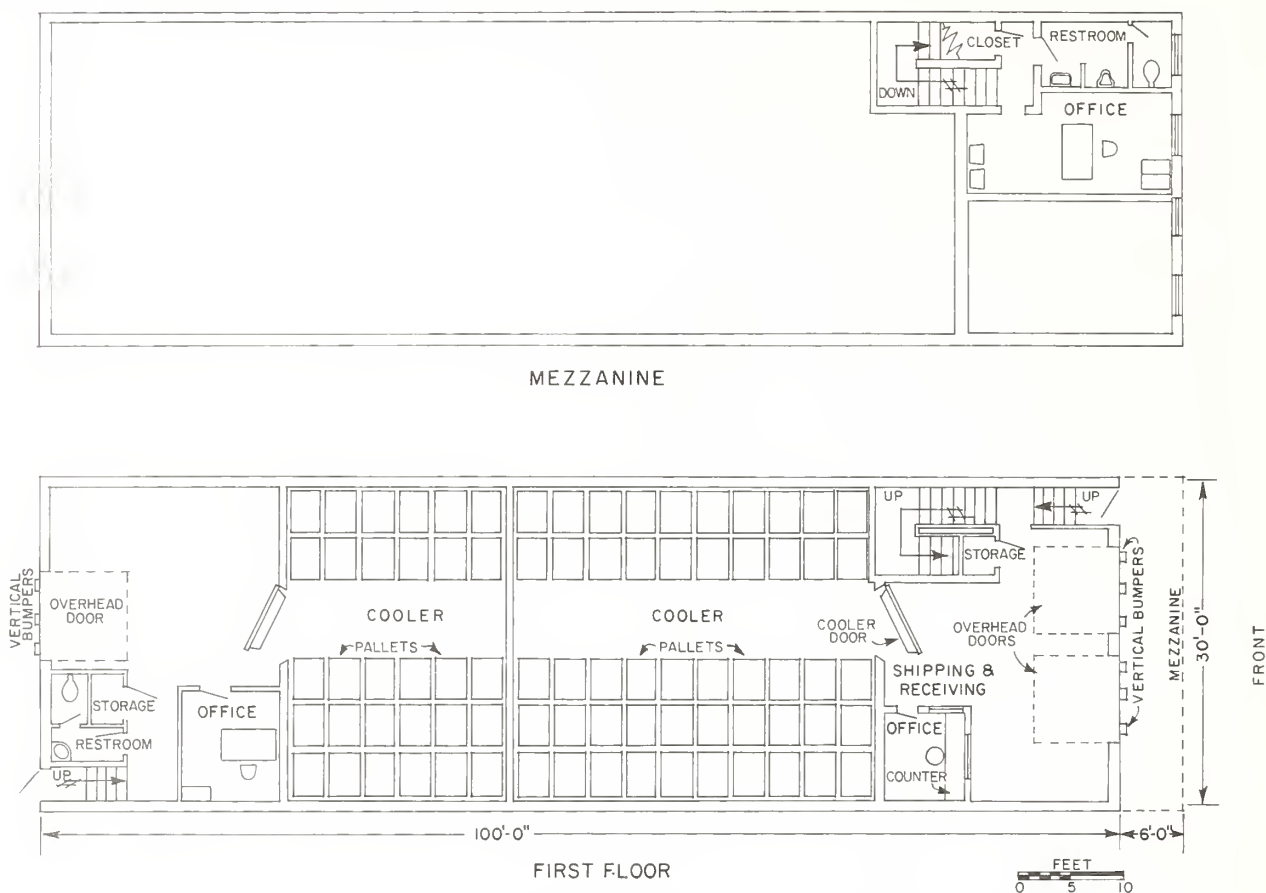 CLOSET
RESTROOM
DOWN
OFFICE
MEZZANINE
UP
UP
STORAGE
VERTICAL
BUMPERS
OVERHEAD
DOOR
COOLER
COOLER
COOLER
DOOR
OVERHEAD
DOORS
VERTICAL BUMPERS
MEZZANINE
30'-0"
FRONT
PALLETS
PALLETS
SHIPPING &
RECEIVING
STORAGE
OFFICE
OFFICE
RESTROOM
UP
COUNTER
100'-0"
6'-0"
FIRST FLOOR
FEET
0 5 10